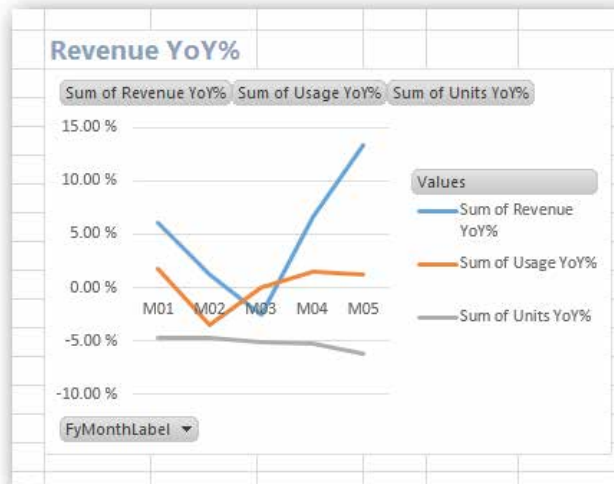 Revenue YoY%
Sum of Revenue YoY% Sum of Usage YoY% Sum of Units YoY%
15.00 %
10.00 %
5.00 %
0.00 %
M01 M02 M03 M04 M05
-5.00 %
-10.00 %
Values
Sum of Revenue
YoY%
Sum of Usage YoY%
Sum of Units YoY%
FyMonthLabel